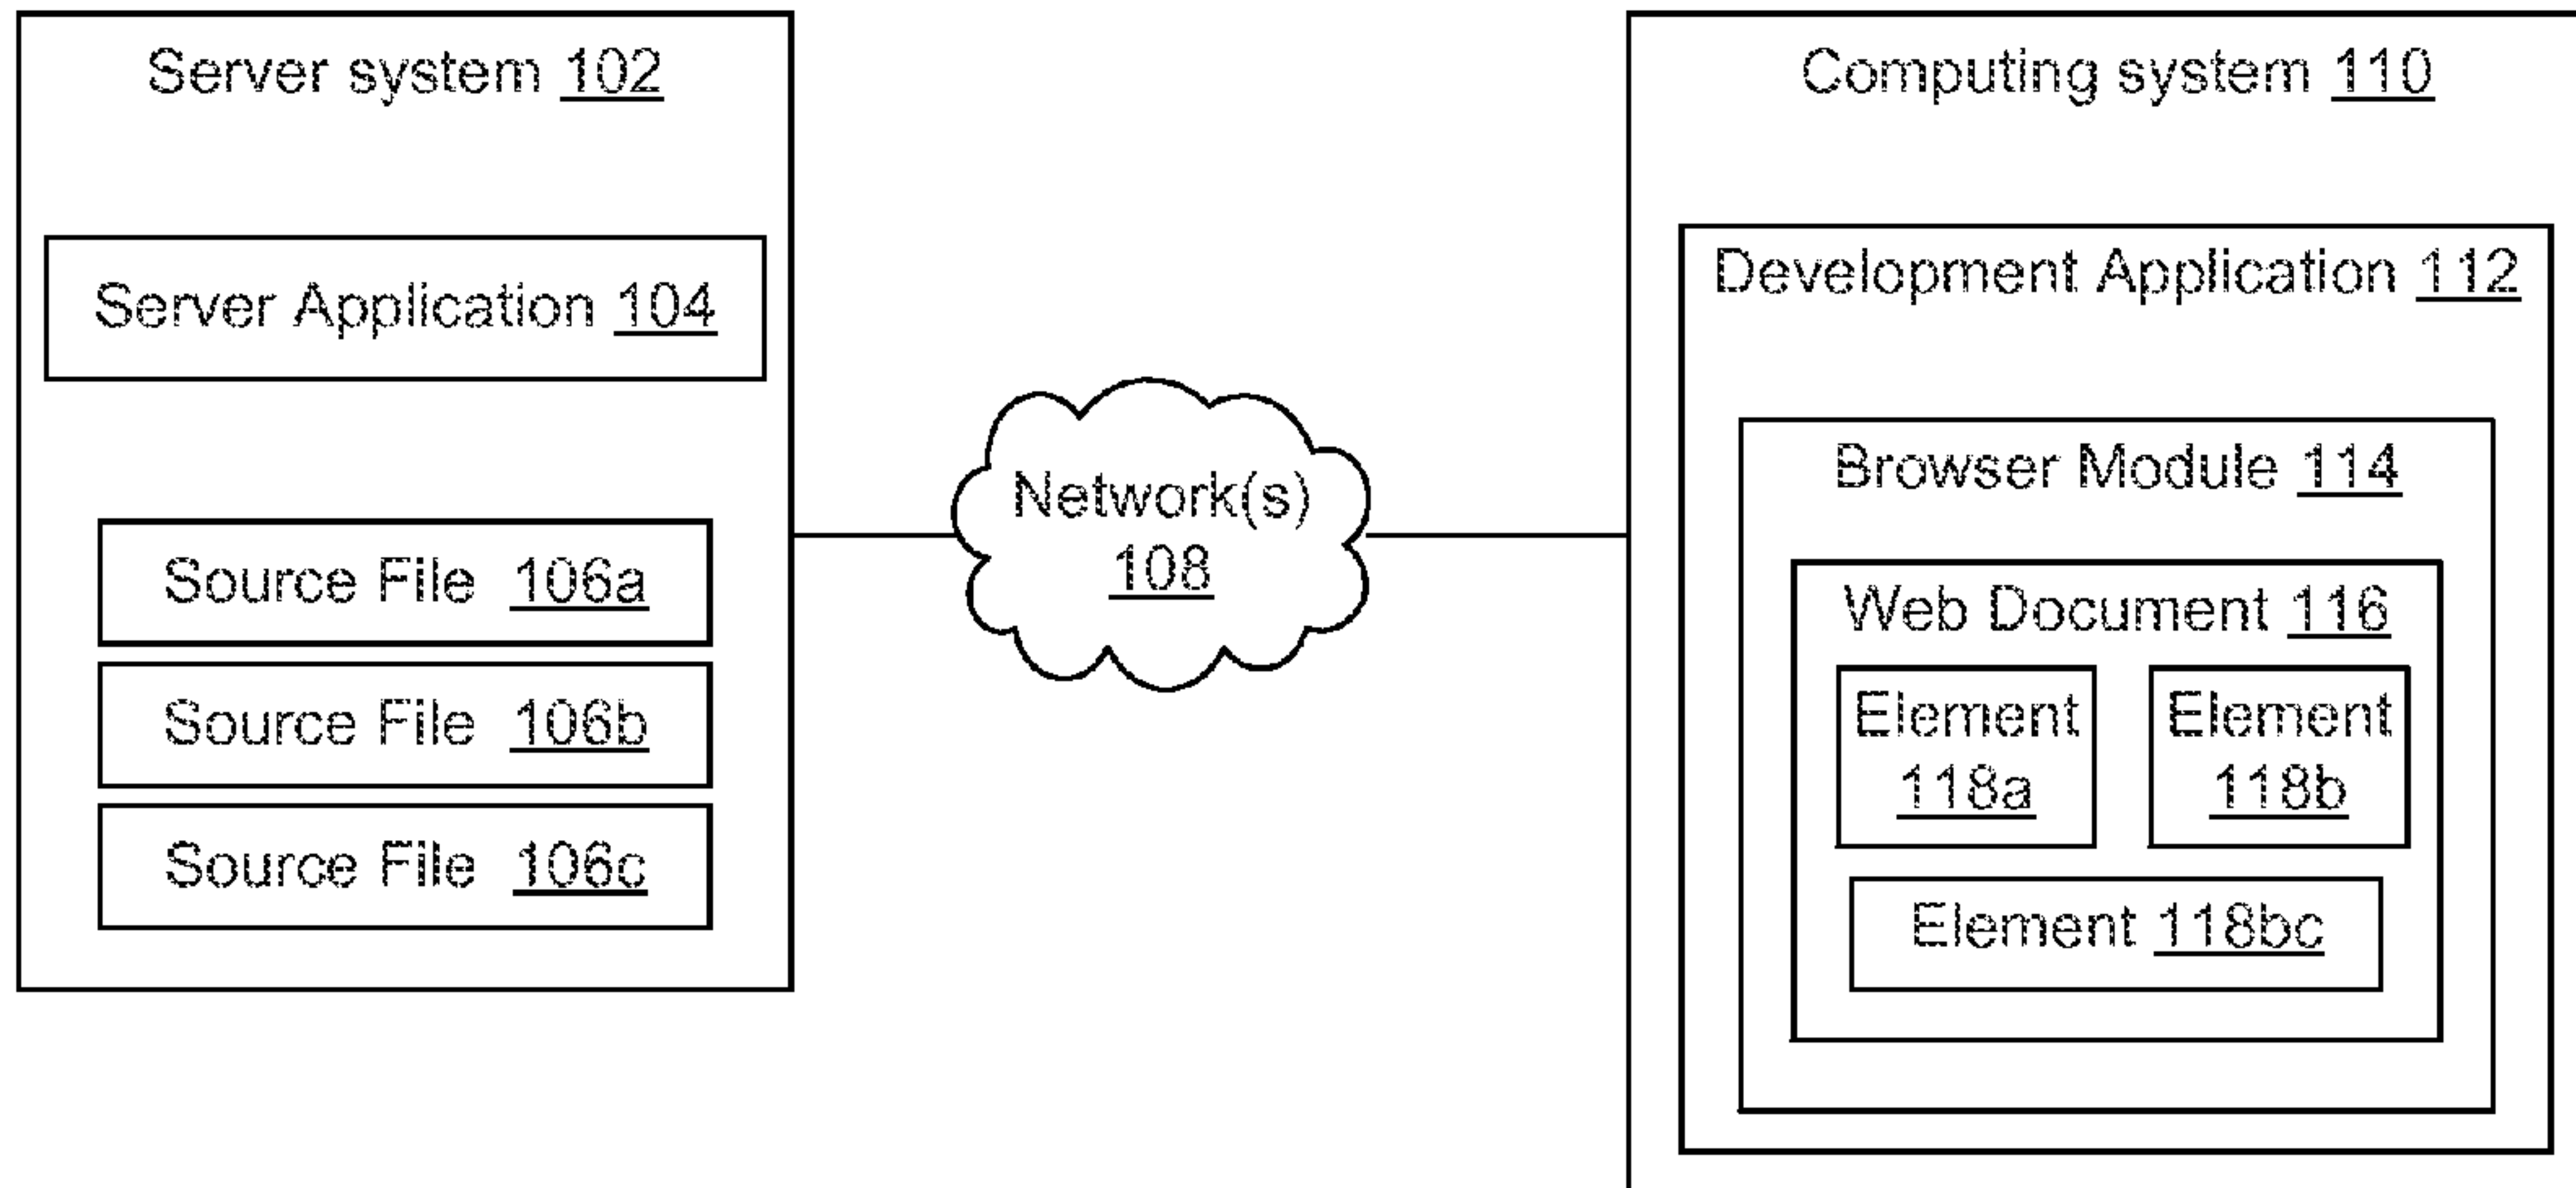 Server system 102
Server Application 104
Source File 106a
Source File 106b
Source File 106c
Network(s)
108
Computing system 110
Development Application 112
Browser Module 114
Web Document 116
Element
118a
Element
118b
Element 118bc